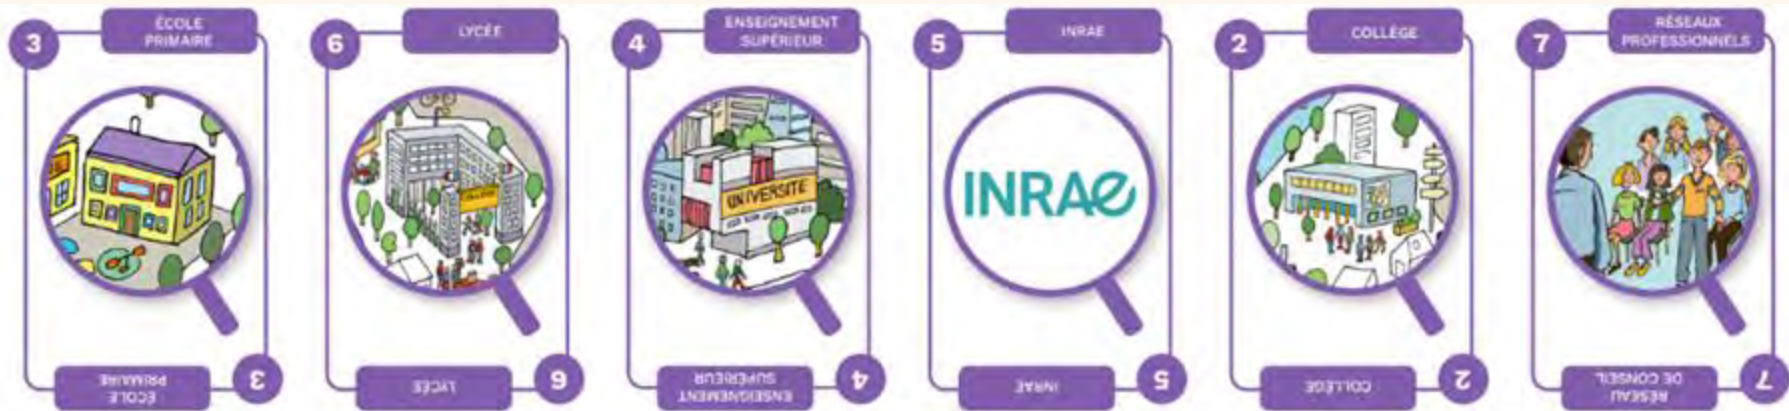 3
ÉCOLE
PRIMAIRE
ÉCOLE
PRIMAIRE
3
6
LYCÉE
COLLÈGE
LYCÉE
6
4
ENSEIGNEMENT
SUPÉRIEUR
UNIVERSITÉ
ENSEIGNEMENT
SUPÉRIEUR
4
5
INRAE
INRAE
INRAE
5
2
COLLÈGE
COLLÈGE
2
7
RÉSEAUX
PROFESSIONNELS
RÉSEAU
DE CONSEIL
7